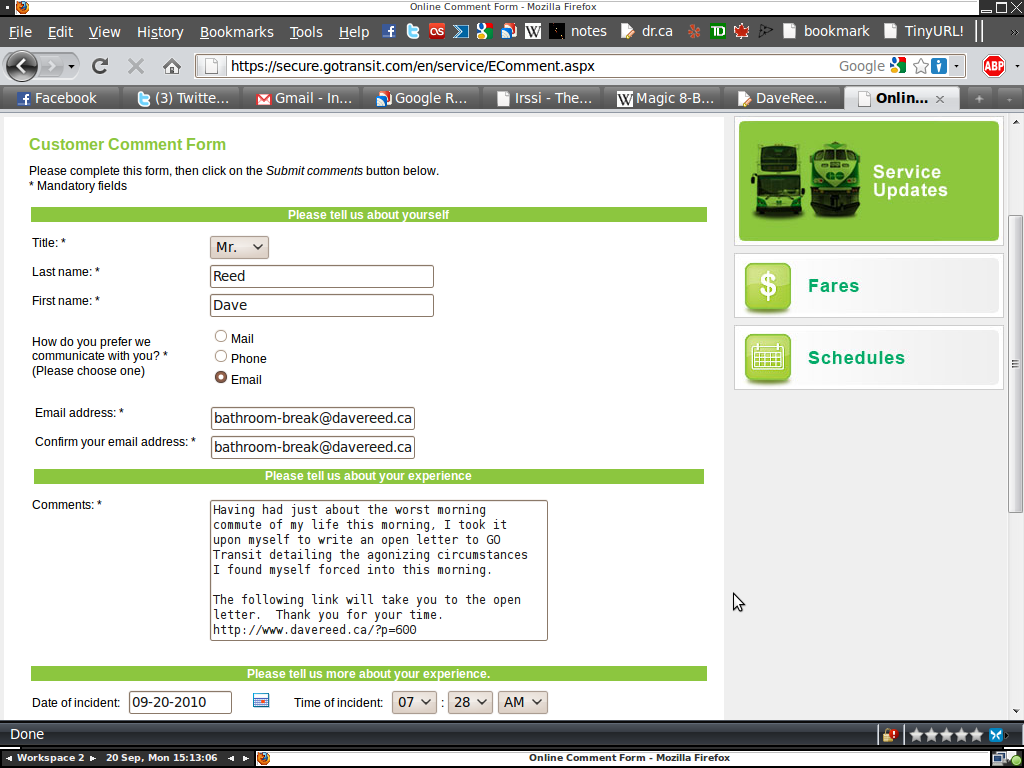 Online Comment Form - Mozilla Firefox
File Edit View History Bookmarks Tools Help notes dr.ca TD bookmark TinyURL!
https://secure.gotransit.com/en/service/EComment.aspx Google ABP
Facebook (3) Twitte... Gmail - In... Google R... Irssi - The... Magic 8-B... DaveRee... Onlin...
Customer Comment Form
Please complete this form, then click on the Submit comments button below.
* Mandatory fields
Please tell us about yourself
Title: * Mr.
Last name: * Reed
First name: * Dave
How do you prefer we
communicate with you? *
(Please choose one)
Mail
Phone
Email
Email address: * bathroom-break@davereed.ca
Confirm your email address: * bathroom-break@davereed.ca
Please tell us about your experience
Comments: *
Having had just about the worst morning
commute of my life this morning, I took it
upon myself to write an open letter to GO
Transit detailing the agonizing circumstances
I found myself forced into this morning.
The following link will take you to the open
letter.  Thank you for your time.
http://www.davereed.ca/?p=600
Please tell us more about your experience.
Date of incident: 09-20-2010 Time of incident: 07 : 28 AM
Service
Updates
$ Fares
Schedules
Done
Workspace 2 20 Sep, Mon 15:13:06 Online Comment Form - Mozilla Firefox